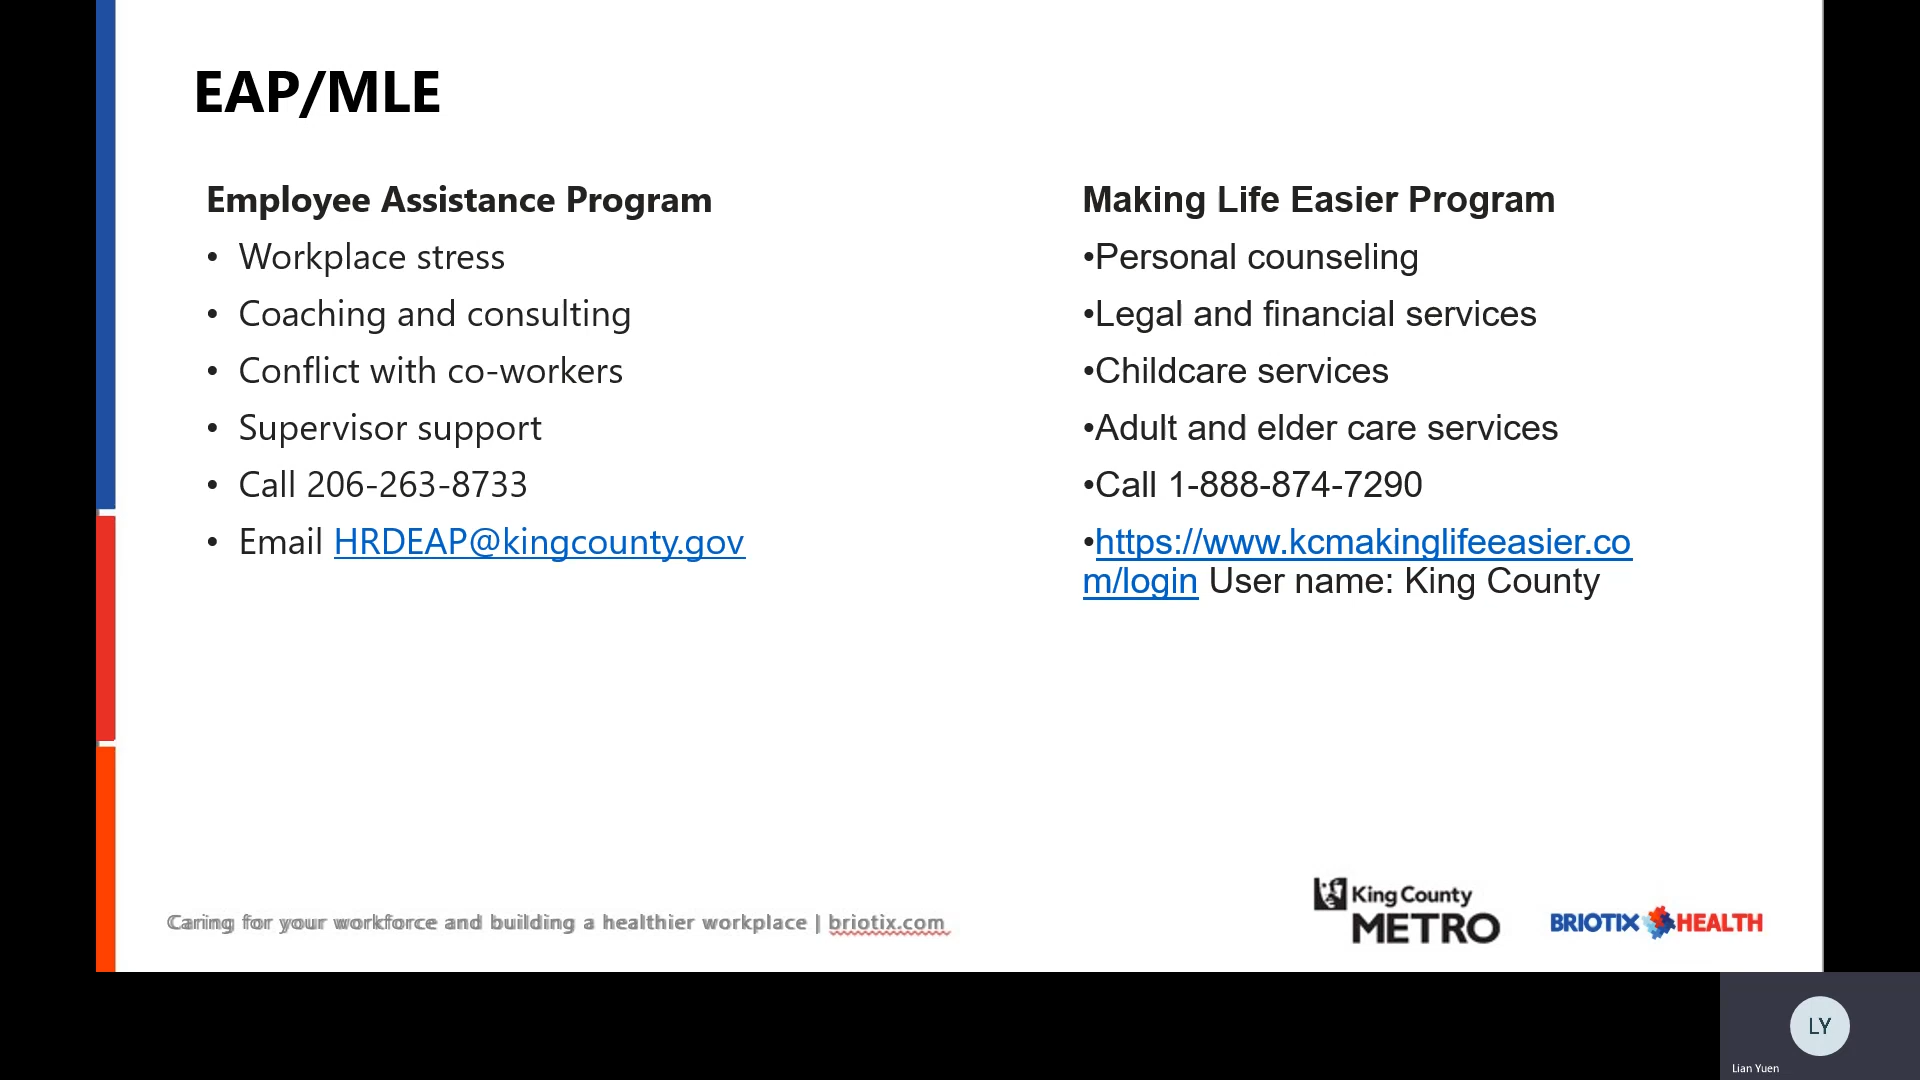 EAP/MLE
Employee Assistance Program
• Workplace stress
• Coaching and consulting
• Conflict with co-workers
• Supervisor support
• Call 206-263-8733
• Email HRDEAP@kingcounty.gov
Making Life Easier Program
•Personal counseling
•Legal and financial services
•Childcare services
•Adult and elder care services
•Call 1-888-874-7290
•https://www.kcmakinglifeeasier.co
m/login User name: King County
Caring for your workforce and building a healthier workplace | briotix.com
King County
METRO
BRIOTIX HEALTH
LY
Lian Yuen